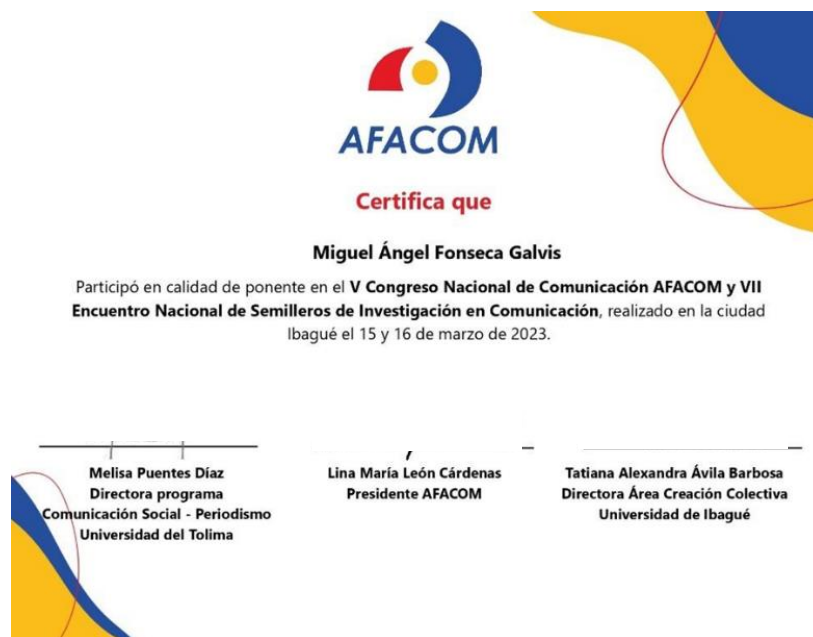 AFACOM
Certifica que
Miguel Ángel Fonseca Galvis
Participó en calidad de ponente en el V Congreso Nacional de Comunicación AFACOM y VII
Encuentro Nacional de Semilleros de Investigación en Comunicación, realizado en la ciudad
Ibagué el 15 y 16 de marzo de 2023.
Melisa Puentes Díaz
Directora programa
Comunicación Social - Periodismo
Universidad del Tolima
Lina María León Cárdenas
Presidente AFACOM
Tatiana Alexandra Ávila Barbosa
Directora Área Creación Colectiva
Universidad de Ibagué